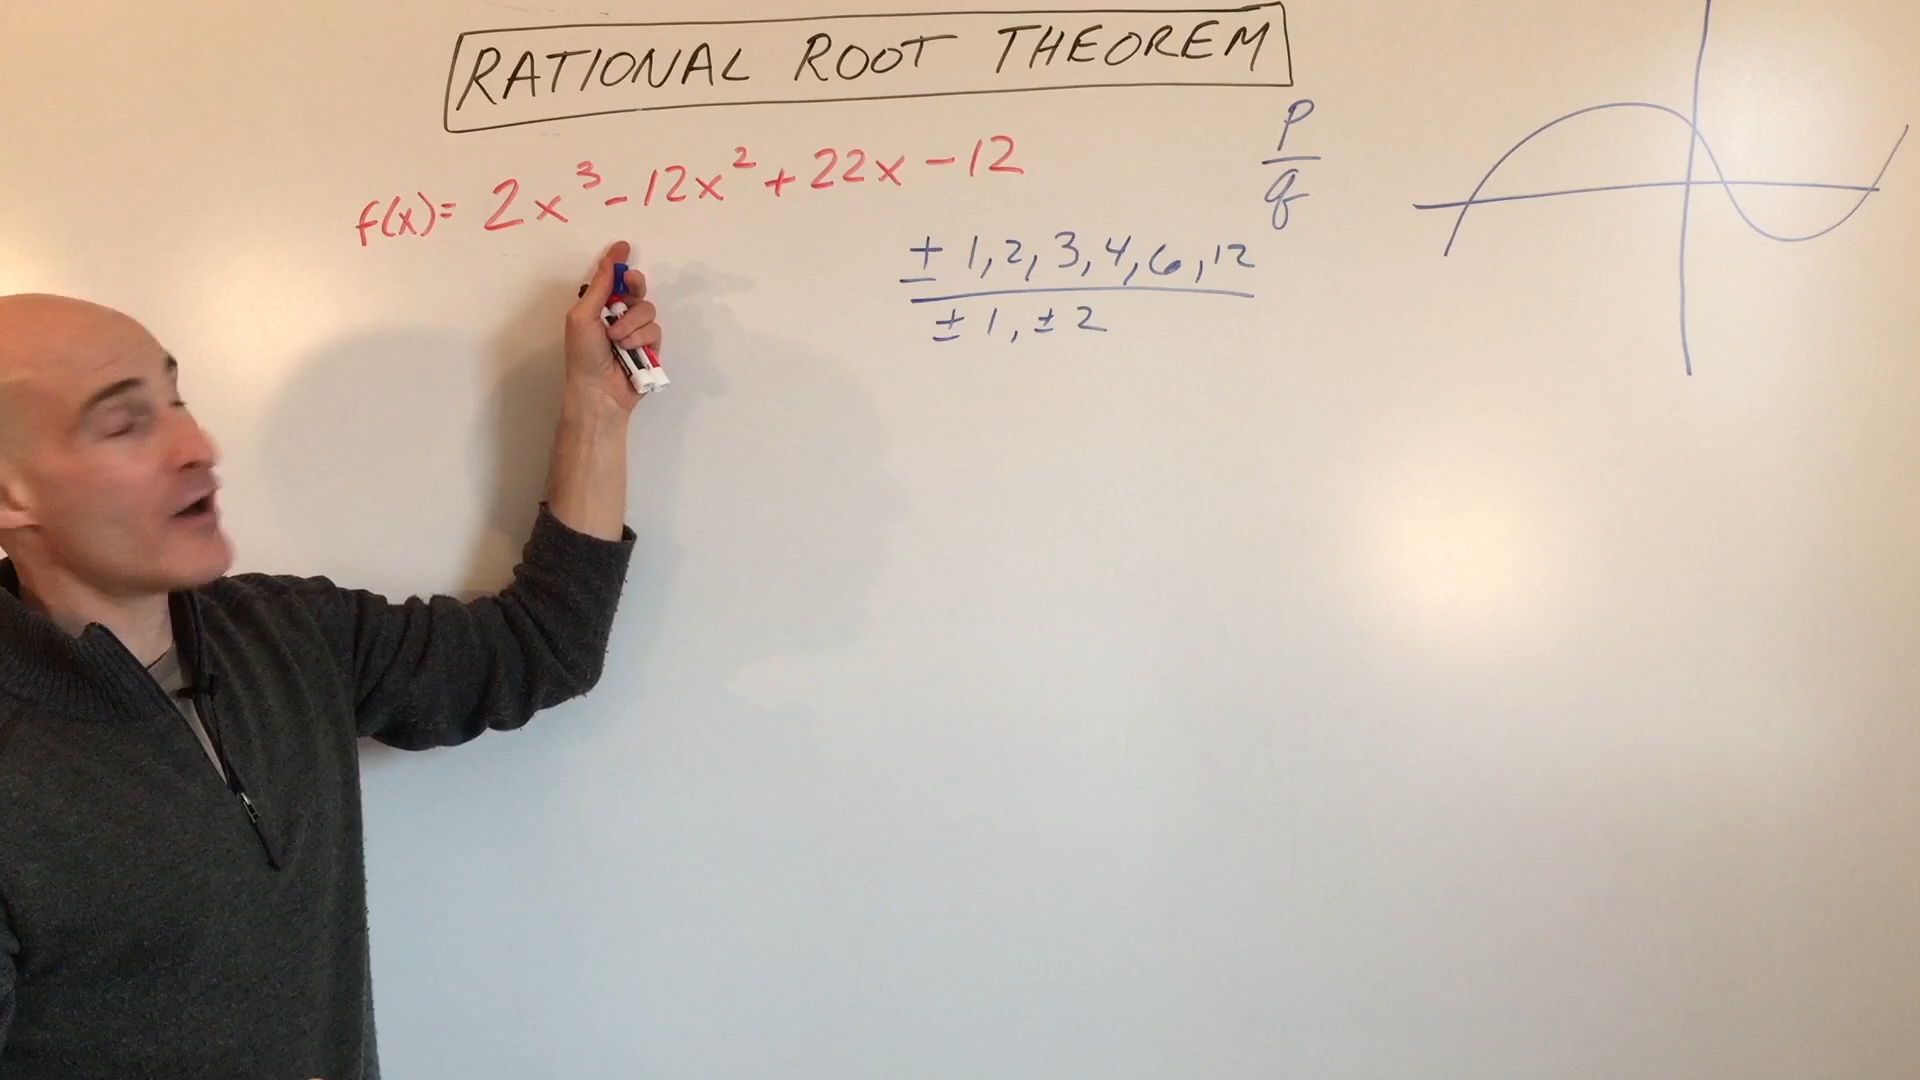 RATIONAL ROOT THEOREM
f(x)= 2x³-12x²+22x-12
P
q
± 1,2,3,4,6,12
± 1, ± 2